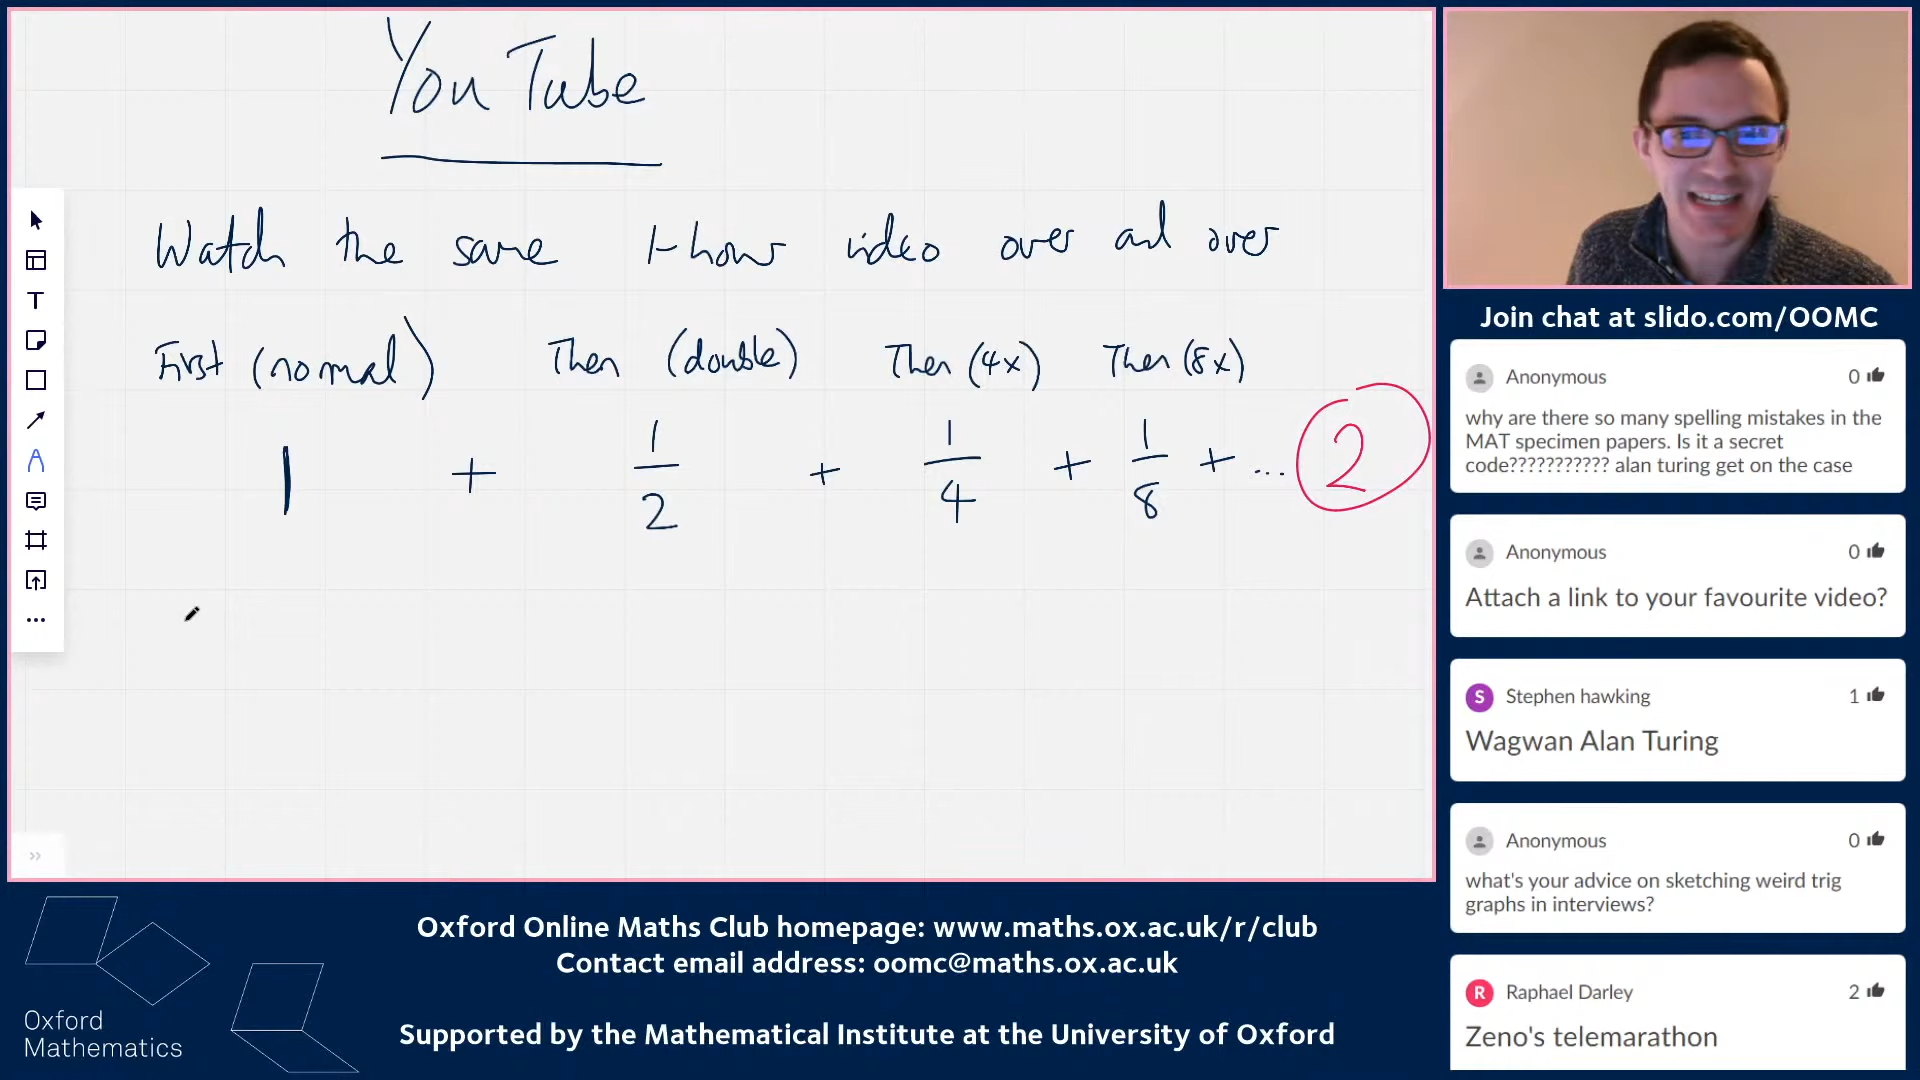 YouTube
Watch the same 1-hour video over and over
First (normal) Then (double) Then (4x) Then (8x)
1 + 1/2 + 1/4 + 1/8 + ... 2
T
...
»
Join chat at slido.com/OOMC
Anonymous 0
why are there so many spelling mistakes in the
MAT specimen papers. Is it a secret
code??????????? alan turing get on the case
Anonymous 0
Attach a link to your favourite video?
S Stephen hawking 1
Wagwan Alan Turing
Anonymous 0
what's your advice on sketching weird trig
graphs in interviews?
R Raphael Darley 2
Zeno's telemarathon
Oxford Online Maths Club homepage: www.maths.ox.ac.uk/r/club
Contact email address: oomc@maths.ox.ac.uk
Supported by the Mathematical Institute at the University of Oxford
Oxford
Mathematics